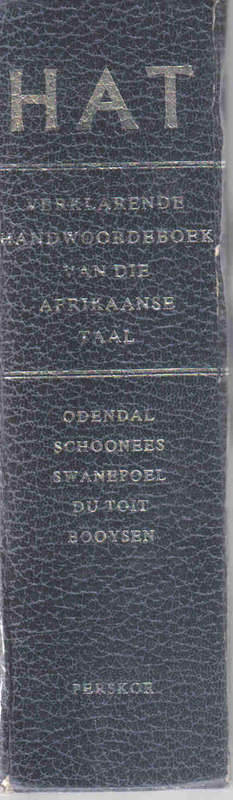 HAT
VERKLARENDE
HANDWOORDEBOEK
VAN DIE
AFRIKAANSE
TAAL
ODENDAL
SCHOONEES
SWANEPOEL
DU TOIT
BOOYSEN
PERSKOR